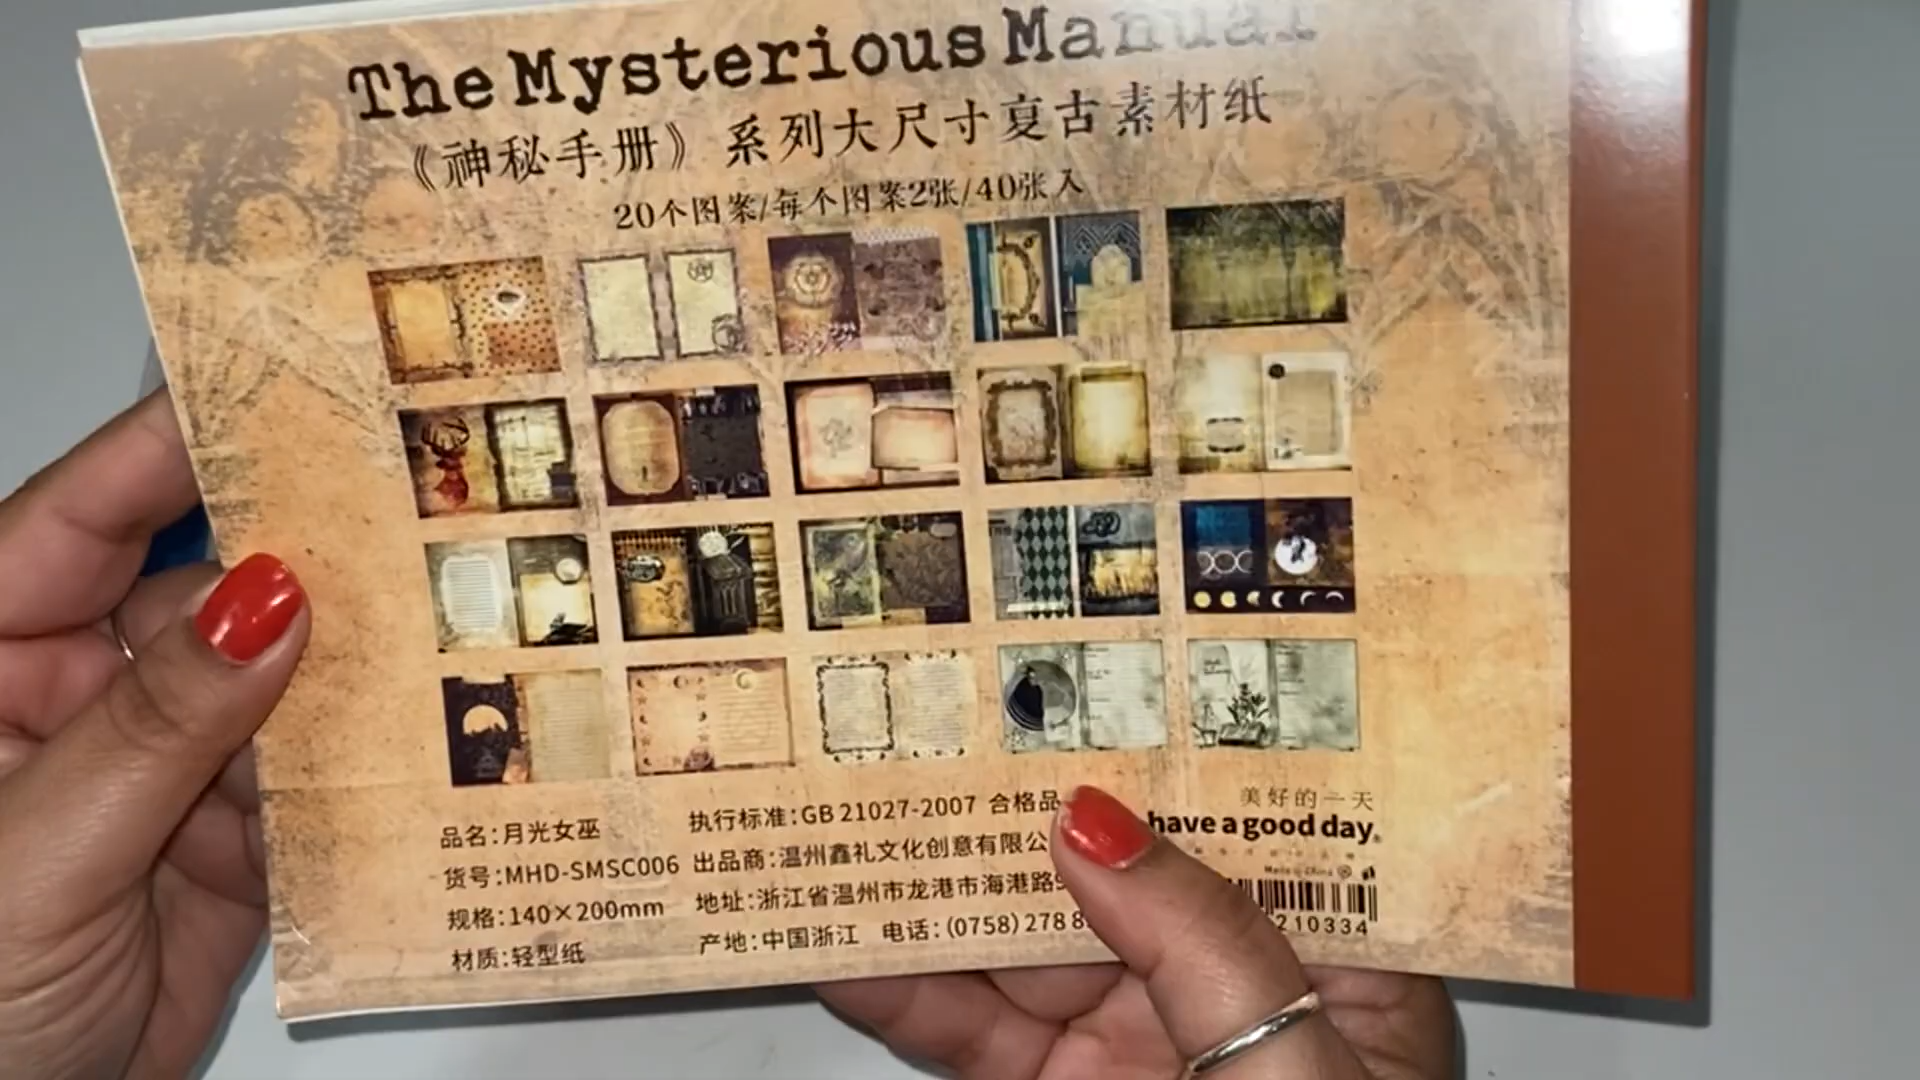 The Mysterious Manual
《神秘手册》 系列大尺寸复古素材纸
20个图案/每个图案2张/40张入
品名:月光女巫
货号:MHD-SMSC006
规格:140×200mm
材质:轻型纸
执行标准:GB 21027-2007 合格品
出品商:温州鑫礼文化创意有限公
地址:浙江省温州市龙港市海港路
产地:中国浙江 电话:(0758)278 8
美好的一天
have a good day
Made in China
210334